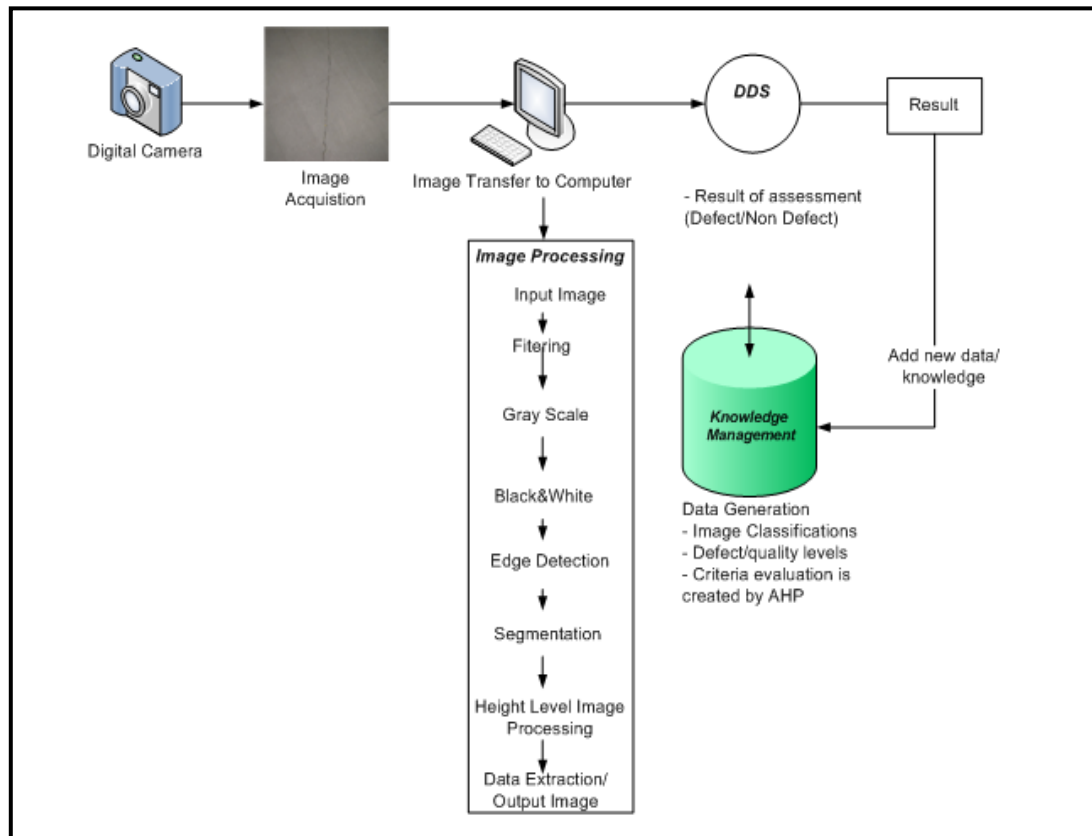 Digital Camera
Image
Acquistion
Image Transfer to Computer
DDS
Result
- Result of assessment
(Defect/Non Defect)
Image Processing
Input Image
Fitering
Gray Scale
Black&White
Edge Detection
Segmentation
Height Level Image
Processing
Data Extraction/
Output Image
Add new data/
knowledge
Knowledge
Management
Data Generation
- Image Classifications
- Defect/quality levels
- Criteria evaluation is
created by AHP